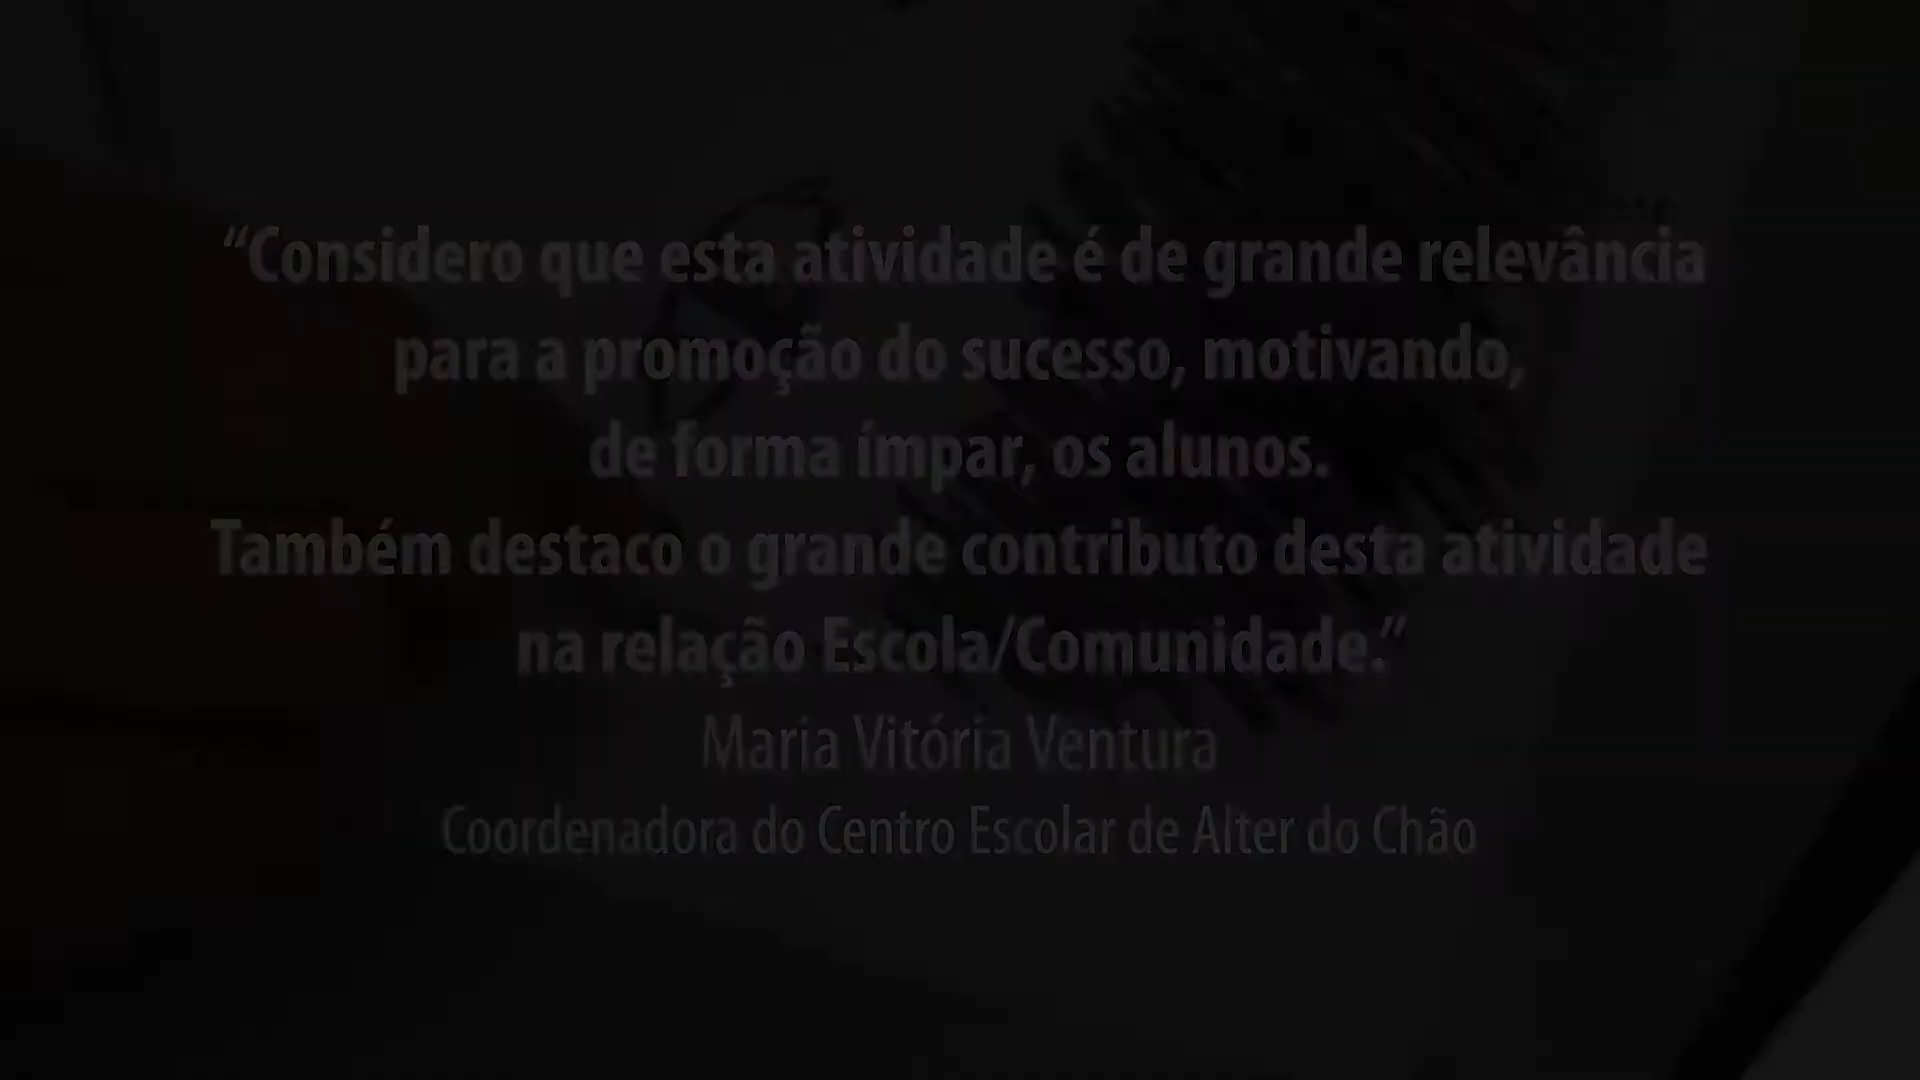 “Considero que esta atividade é de grande relevância
para a promoção do sucesso, motivando,
de forma ímpar, os alunos.
Também destaco o grande contributo desta atividade
na relação Escola/Comunidade.”
Maria Vitória Ventura
Coordenadora do Centro Escolar de Alter do Chão